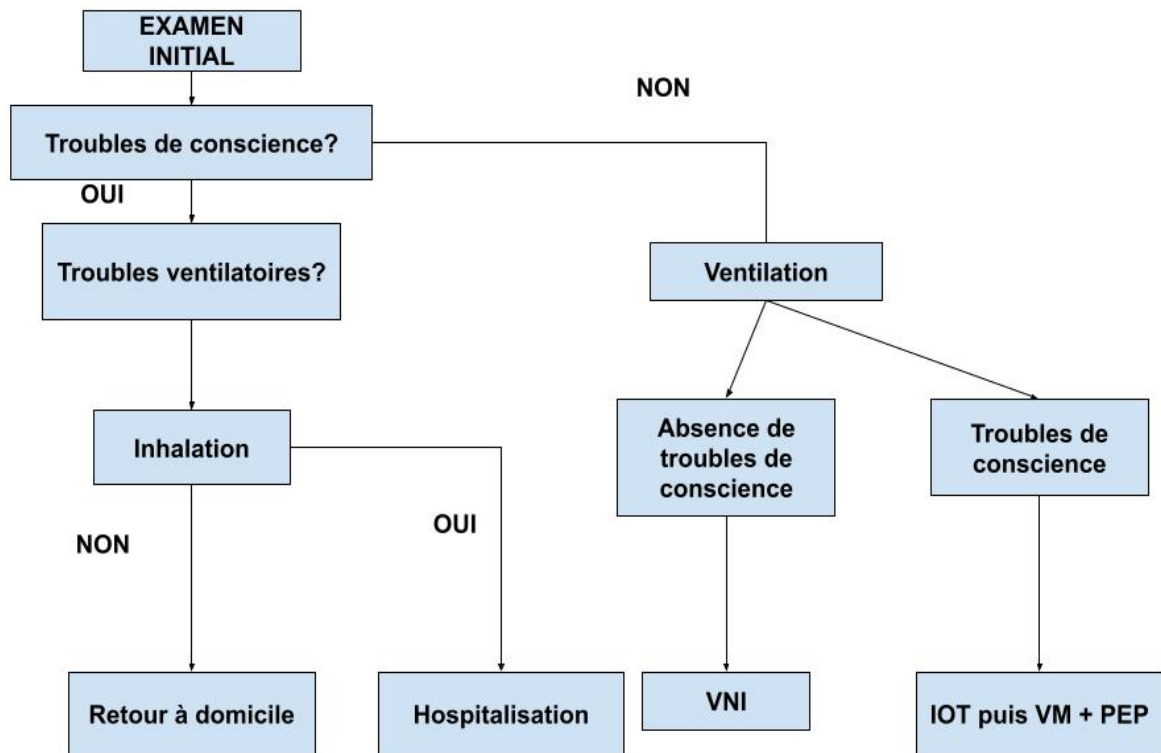 EXAMEN
INITIAL
NON
Troubles de conscience?
OUI
Troubles ventilatoires?
Ventilation
Inhalation
Absence de
troubles de
conscience
Troubles de
conscience
NON
OUI
Retour à domicile
Hospitalisation
VNI
IOT puis VM + PEP